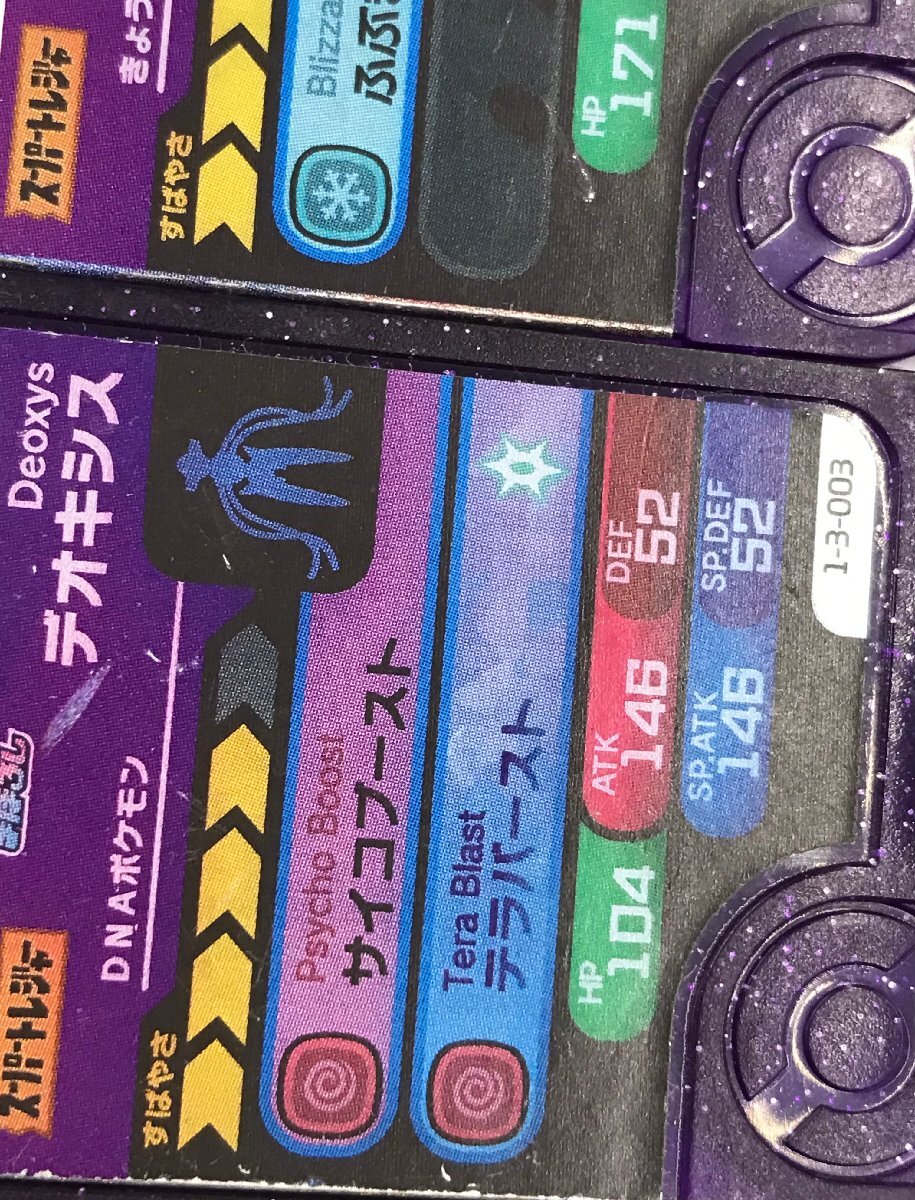 スーパートレジャー
きょう
すばやさ
Blizza
ふぶ
HP
171
Deoxys
デオキシス
スーパートレジャー
DNAポケモン
すばやさ
Psycho Boost
サイコブースト
Tera Blast
テラバースト
HP
104
ATK
146
DEF
52
SP.ATK
146
SP.DEF
52
1-3-003